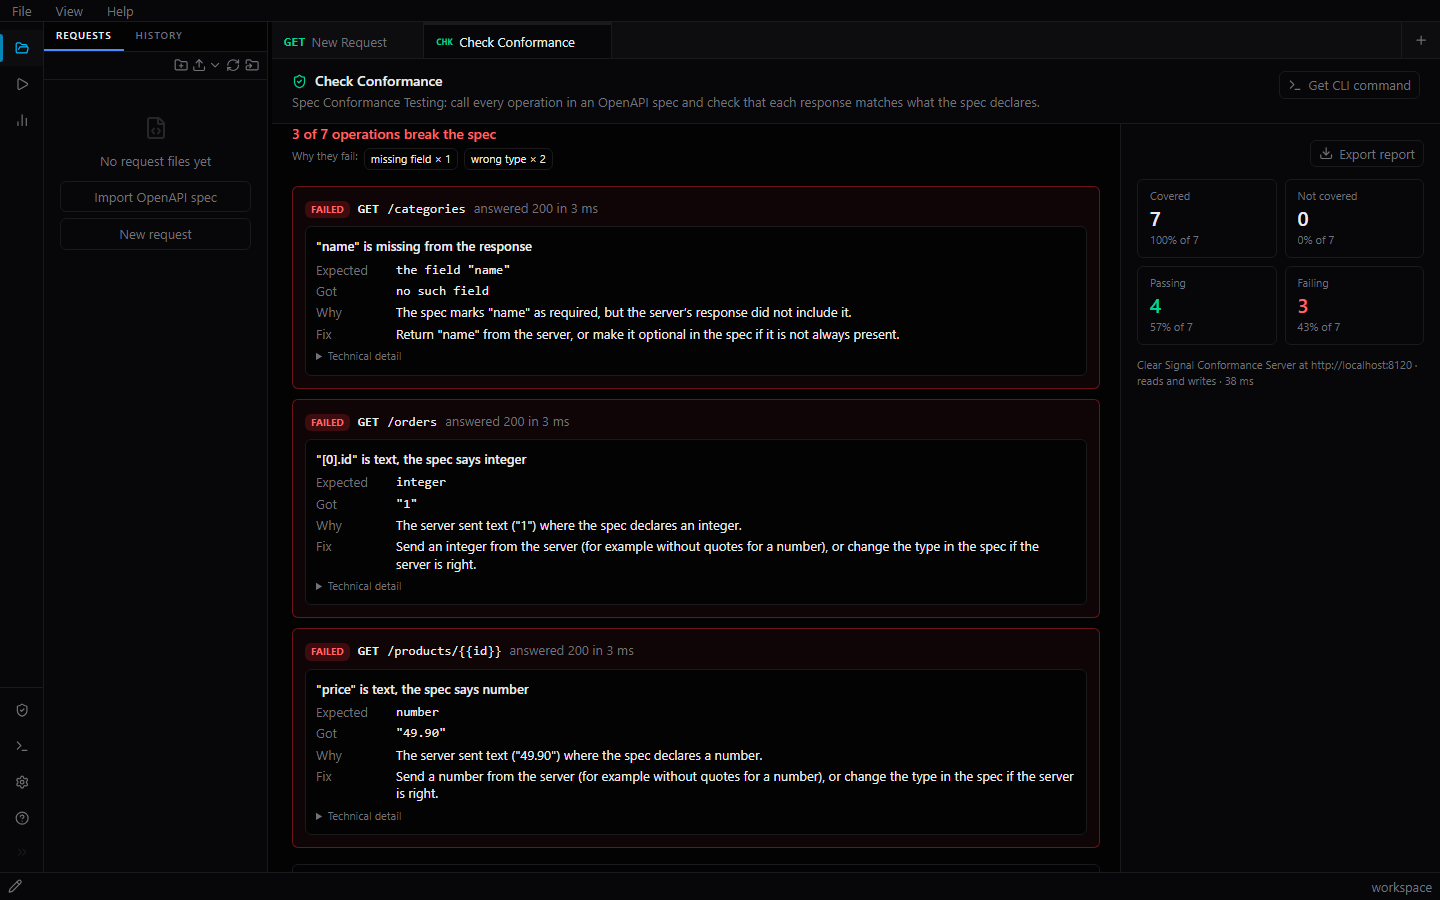 File View Help
REQUESTS HISTORY
GET New Request
CHK Check Conformance
Check Conformance
Spec Conformance Testing: call every operation in an OpenAPI spec and check that each response matches what the spec declares.
Get CLI command
No request files yet
Import OpenAPI spec
New request
3 of 7 operations break the spec
Why they fail: missing field × 1 wrong type × 2
FAILED GET /categories answered 200 in 3 ms
"name" is missing from the response
Expected the field "name"
Got no such field
Why The spec marks "name" as required, but the server's response did not include it.
Fix Return "name" from the server, or make it optional in the spec if it is not always present.
Technical detail
FAILED GET /orders answered 200 in 3 ms
"[0].id" is text, the spec says integer
Expected integer
Got "1"
Why The server sent text ("1") where the spec declares an integer.
Fix Send an integer from the server (for example without quotes for a number), or change the type in the spec if the
server is right.
Technical detail
FAILED GET /products/{{id}} answered 200 in 3 ms
"price" is text, the spec says number
Expected number
Got "49.90"
Why The server sent text ("49.90") where the spec declares a number.
Fix Send a number from the server (for example without quotes for a number), or change the type in the spec if the server
is right.
Technical detail
Export report
Covered
7
100% of 7
Not covered
0
0% of 7
Passing
4
57% of 7
Failing
3
43% of 7
Clear Signal Conformance Server at http://localhost:8120 ·
reads and writes · 38 ms
workspace